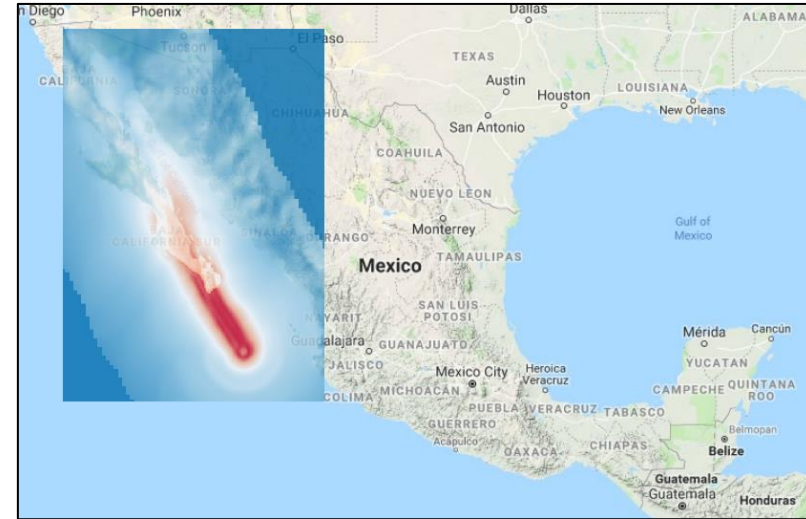 n Diego
Phoenix
Dallas
ALABAMA
El Paso
Tucson
TEXAS
BAJA
CALIFORNIA
SONORA
Austin
Houston
LOUISIANA
New Orleans
San Antonio
CHIHUAHUA
COAHUILA
NUEVO LEON
Monterrey
Gulf of
Mexico
BAJA
CALIFORNIA SUR
SINALOA
DURANGO
TAMAULIPAS
Mexico
SAN LUIS
POTOSI
NAYARIT
Guadalajara
GUANAJUATO
Mérida
Cancún
YUCATAN
JALISCO
Mexico City
Heroica
Veracruz
CAMPECHE
QUINTANA
ROO
COLIMA
MICHOACÁN
PUEBLA
VERACRUZ
TABASCO
GUERRERO
Belmopan
Acapulco
OAXACA
CHIAPAS
Belize
Guatemala
Guatemala
Honduras